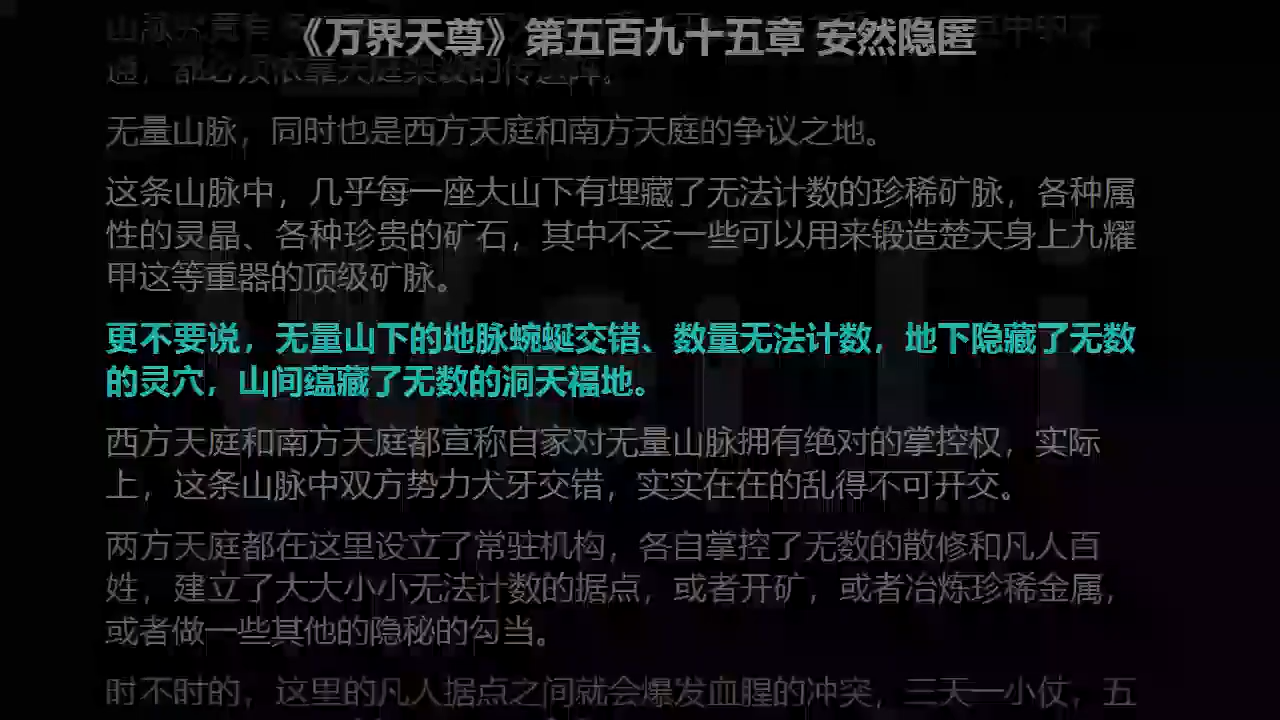 《万界天尊》第五百九十五章 安然隐匿
通，都必须依靠天庭架设的传送阵。
无量山脉，同时也是西方天庭和南方天庭的争议之地。
这条山脉中，几乎每一座大山下有埋藏了无法计数的珍稀矿脉，各种属
性的灵晶、各种珍贵的矿石，其中不乏一些可以用来锻造楚天身上九耀
甲这等重器的顶级矿脉。
更不要说，无量山下的地脉蜿蜒交错、数量无法计数，地下隐藏了无数
的灵穴，山间蕴藏了无数的洞天福地。
西方天庭和南方天庭都宣称自家对无量山脉拥有绝对的掌控权，实际
上，这条山脉中双方势力犬牙交错，实实在在的乱得不可开交。
两方天庭都在这里设立了常驻机构，各自掌控了无数的散修和凡人百
姓，建立了大大小小无法计数的据点，或者开矿，或者冶炼珍稀金属，
或者做一些其他的隐秘的勾当。
时不时的，这里的凡人据点之间就会爆发血腥的冲突，三天一小仗，五